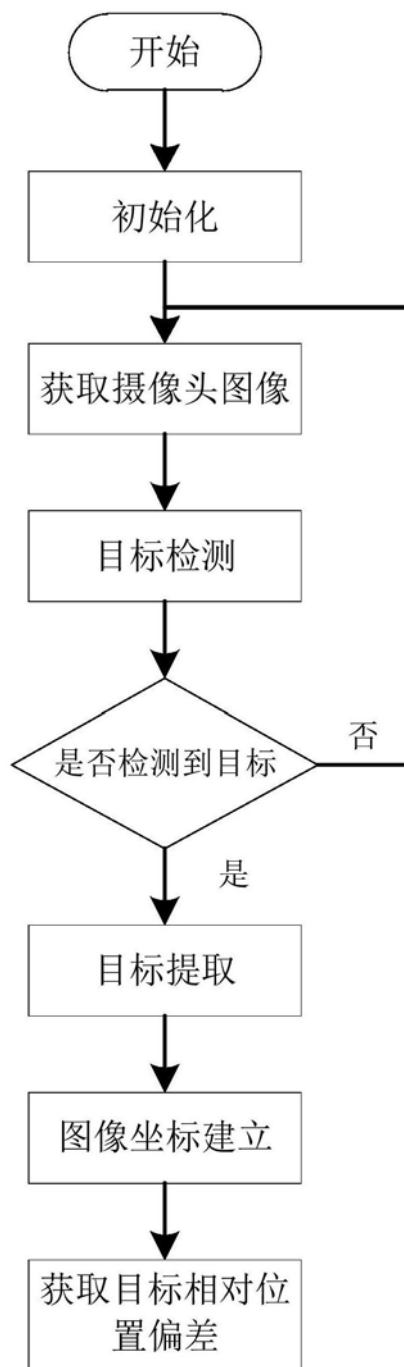 开始
初始化
获取摄像头图像
目标检测
是否检测到目标
否
是
目标提取
图像坐标建立
获取目标相对位
置偏差